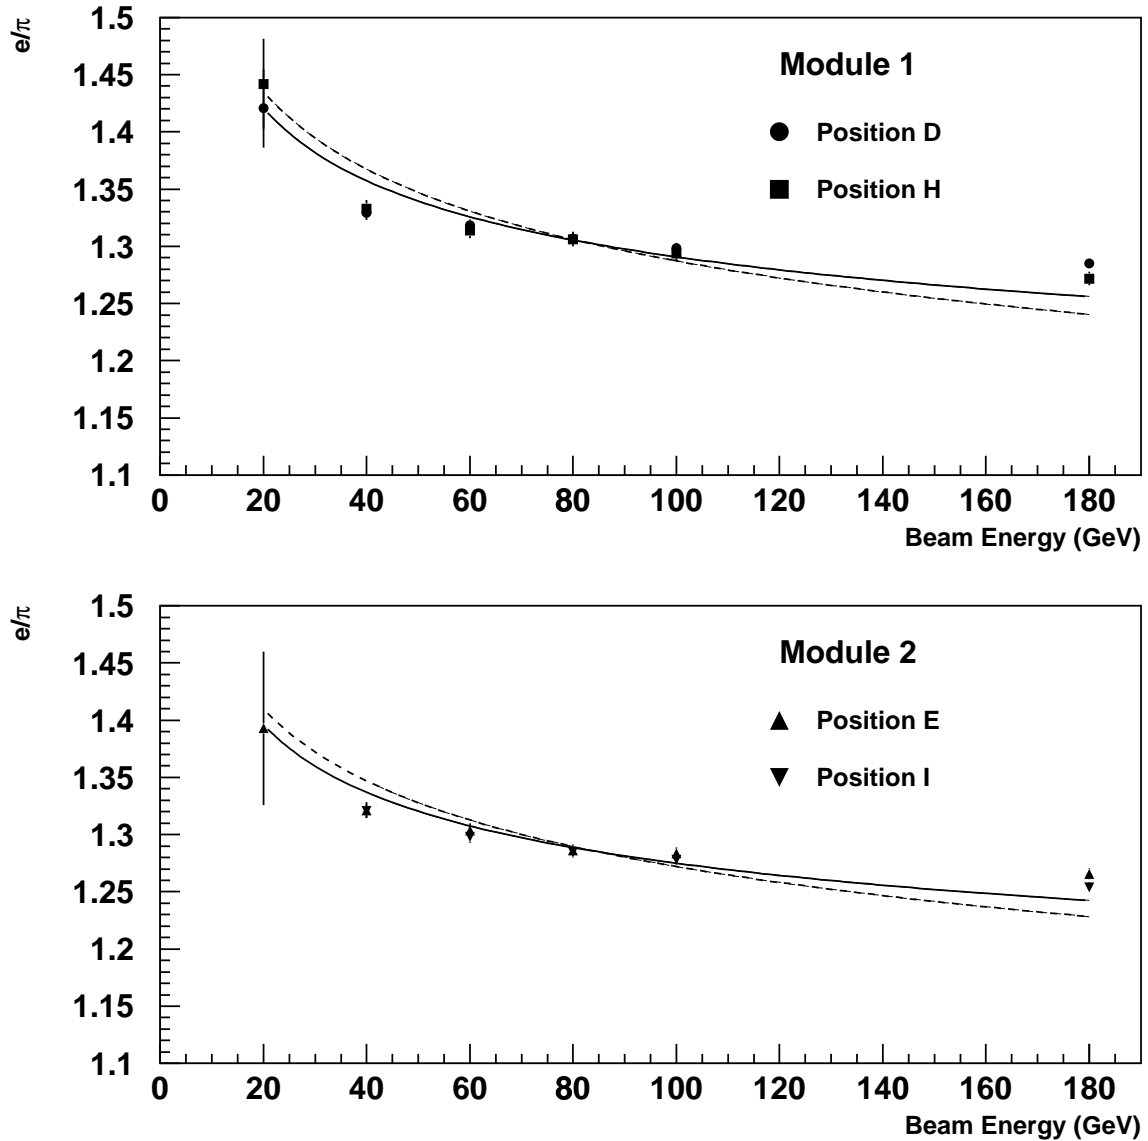 e/π
1.5
1.45
1.4
1.35
1.3
1.25
1.2
1.15
1.1
Module 1
Position D
Position H
0 20 40 60 80 100 120 140 160 180
Beam Energy (GeV)
e/π
1.5
1.45
1.4
1.35
1.3
1.25
1.2
1.15
1.1
Module 2
Position E
Position I
0 20 40 60 80 100 120 140 160 180
Beam Energy (GeV)